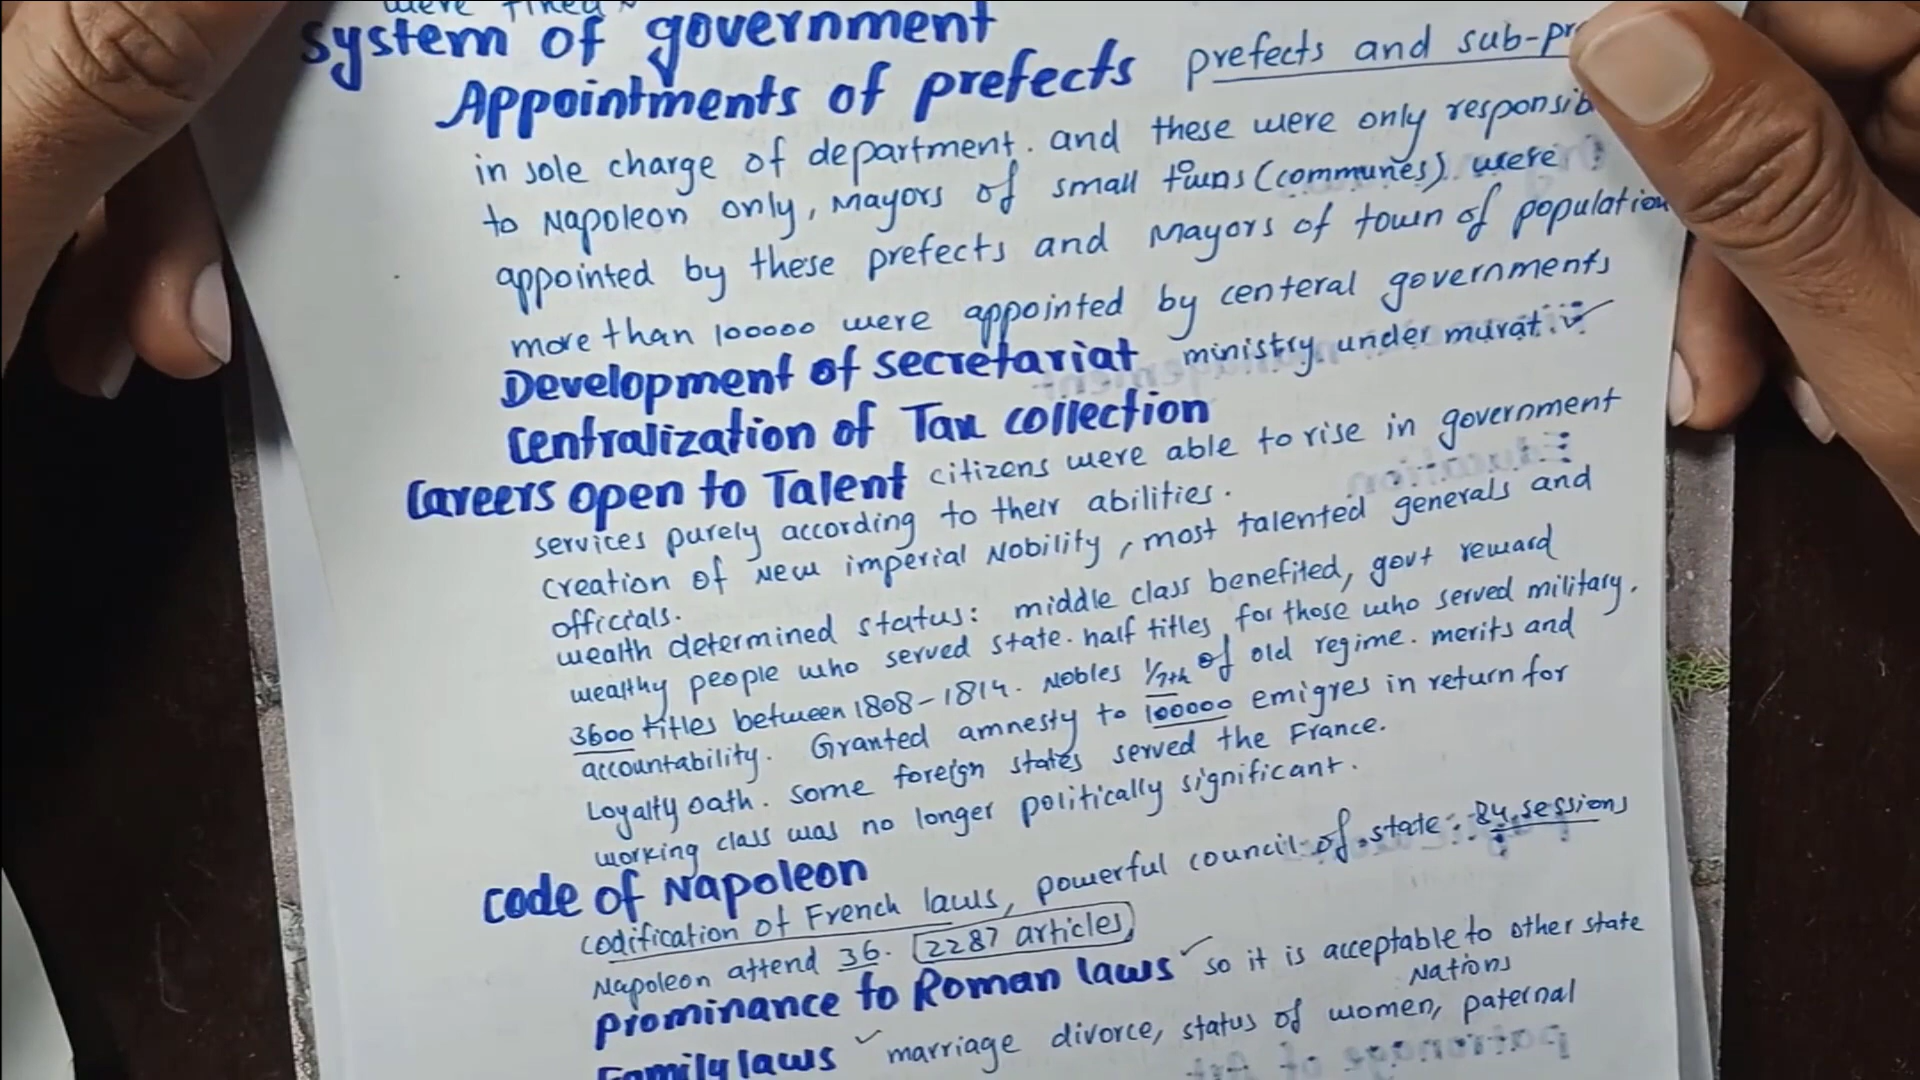 were fixed
system of government
Appointments of prefects prefects and sub-pr
in sole charge of department. and these were only responsib
to Napoleon only, Mayors of small towns (communes) were
appointed by these prefects and Mayors of town of population
more than 100000 were appointed by centeral governments
Development of secretariat ministry under murat.
Centralization of Tax collection
Careers open to Talent citizens were able to rise in government
services purely according to their abilities.
creation of New imperial Nobility, most talented generals and
officials.
wealth determined status: middle class benefited, govt reward
wealthy people who served state. half titles for those who served military.
3600 titles between 1808-1814. Nobles 1/7th of old regime. merits and
accountability. Granted amnesty to 100000 emigres in return for
Loyalty oath. Some foreign states served the France.
working class was no longer politically significant.
Code of Napoleon
codification of French laws, powerful council of state. 84 sessions
Napoleon attend 36. 2287 articles
prominance to Roman laws so it is acceptable to other state
Nations
Family laws marriage divorce, status of women, paternal